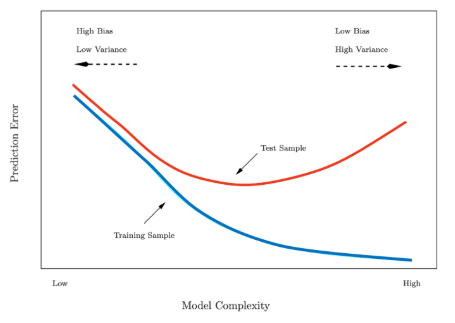 High Bias
Low Variance
Low Bias
High Variance
Prediction Error
Test Sample
Training Sample
Low
High
Model Complexity